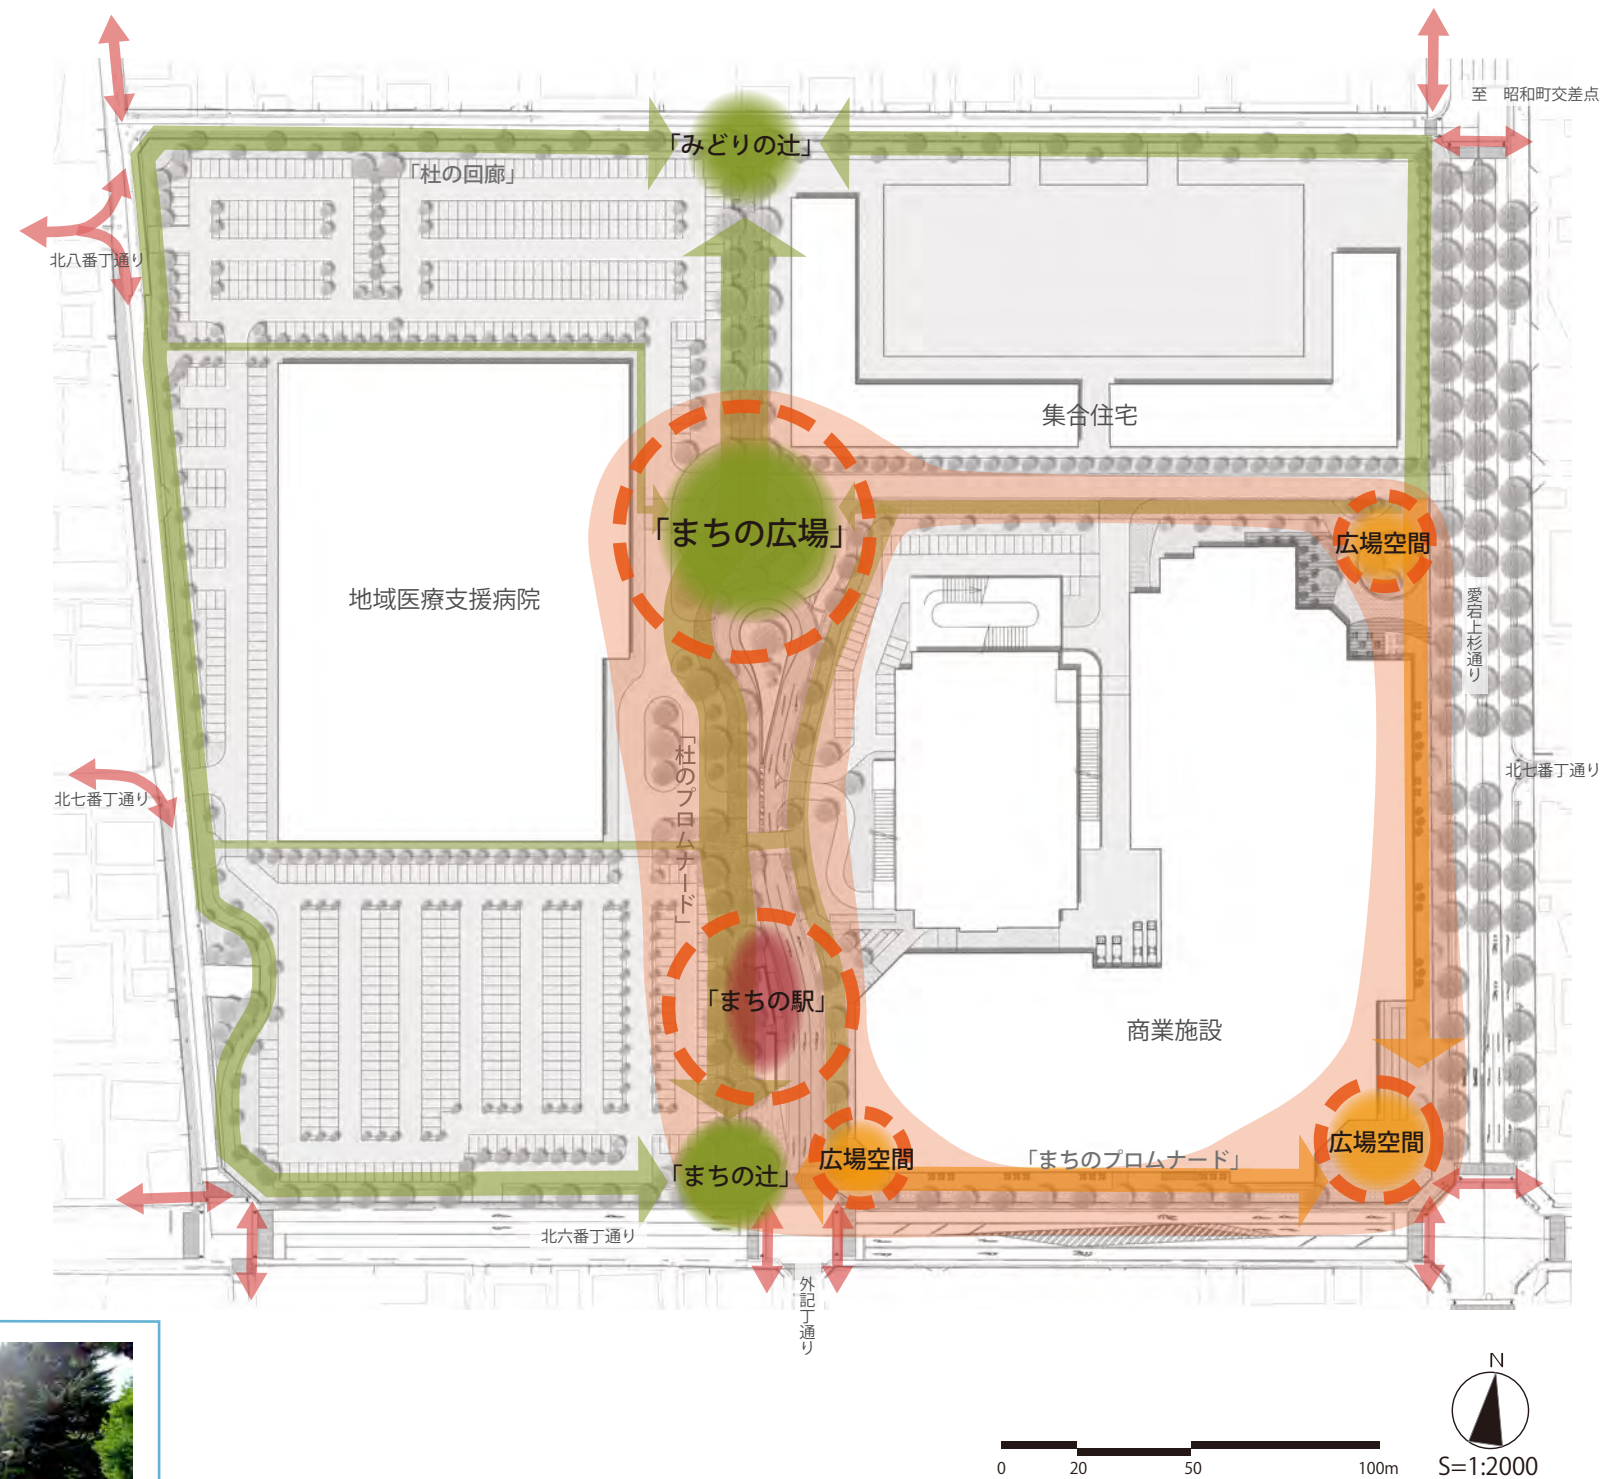 至　昭和町交差点
「みどりの辻」
「杜の回廊」
北八番丁通り
集合住宅
「まちの広場」
広場空間
地域医療支援病院
愛宕上杉通り
「杜のプロムナード」
北七番丁通り
北七番丁通り
「まちの駅」
商業施設
「まちの辻」
広場空間
「まちのプロムナード」
広場空間
北六番丁通り
外記丁通り
N
0 20 50 100m
S=1:2000